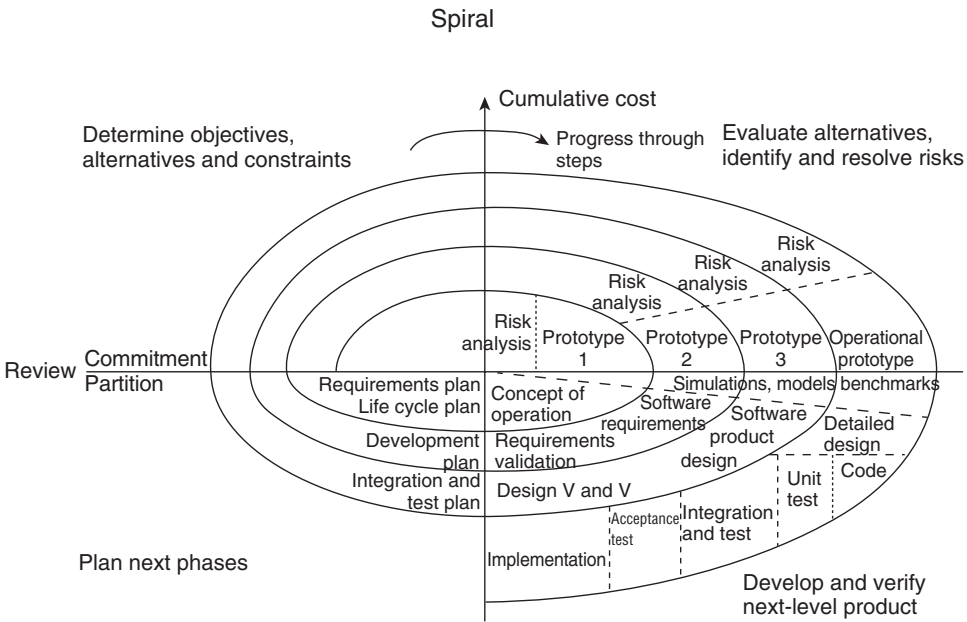 Spiral
Cumulative cost
Determine objectives,
alternatives and constraints
Progress through
steps
Evaluate alternatives,
identify and resolve risks
Risk
analysis
Risk
analysis
Risk
analysis
Risk
analysis
Prototype
1
Prototype
2
Prototype
3
Operational
prototype
Review
Commitment
Partition
Requirements plan
Life cycle plan
Concept of
operation
Simulations, models benchmarks
Software
requirements
Software
product
design
Detailed
design
Development
plan
Requirements
validation
Integration and
test plan
Design V and V
Unit
test
Code
Acceptance
test
Integration
and test
Implementation
Plan next phases
Develop and verify
next-level product